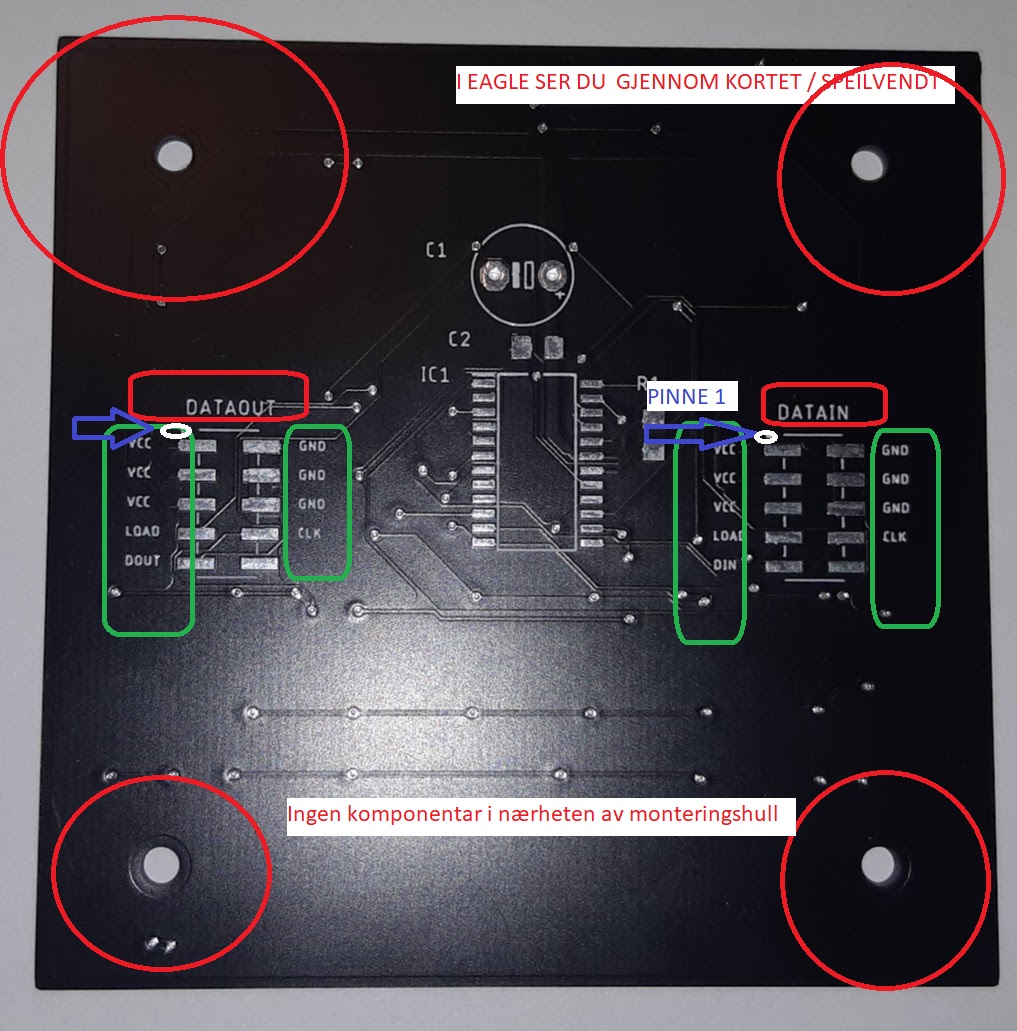 I EAGLE SER DU GJENNOM KORTET / SPEILVENDT
C1
+
C2
IC1
R1
PINNE 1
DATAOUT
DATAIN
VCC GND VCC GND
VCC GND VCC GND
VCC GND VCC GND
LOAD CLK LOAD CLK
DOUT DIN
Ingen komponentar i nærheten av monteringshull